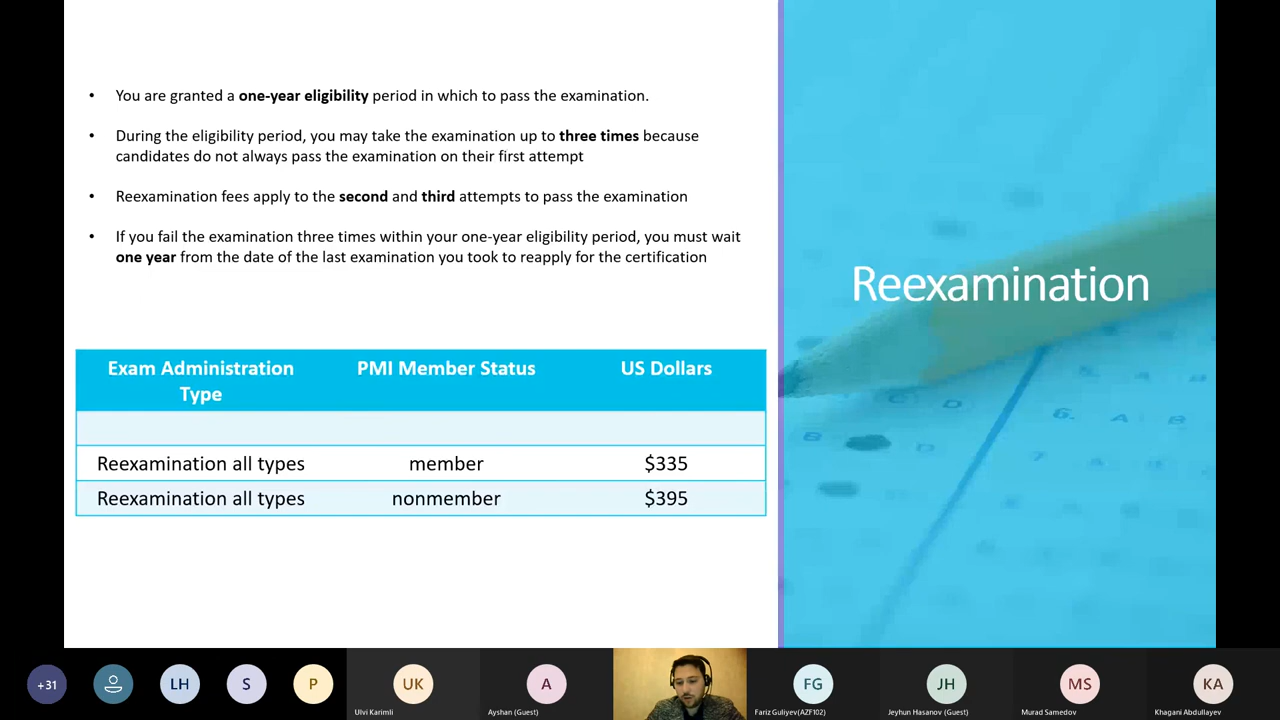 • You are granted a one-year eligibility period in which to pass the examination.
• During the eligibility period, you may take the examination up to three times because
candidates do not always pass the examination on their first attempt
• Reexamination fees apply to the second and third attempts to pass the examination
• If you fail the examination three times within your one-year eligibility period, you must wait
one year from the date of the last examination you took to reapply for the certification
Reexamination
Exam Administration Type PMI Member Status US Dollars
Reexamination all types member $335
Reexamination all types nonmember $395
C D
6. A B
B D
7 A B
+31 LH S P UK A FG JH MS KA
Ulvi Karimli Ayshan (Guest) Fariz Guliyev(AZF102) Jeyhun Hasanov (Guest) Murad Samedov Khagani Abdullayev